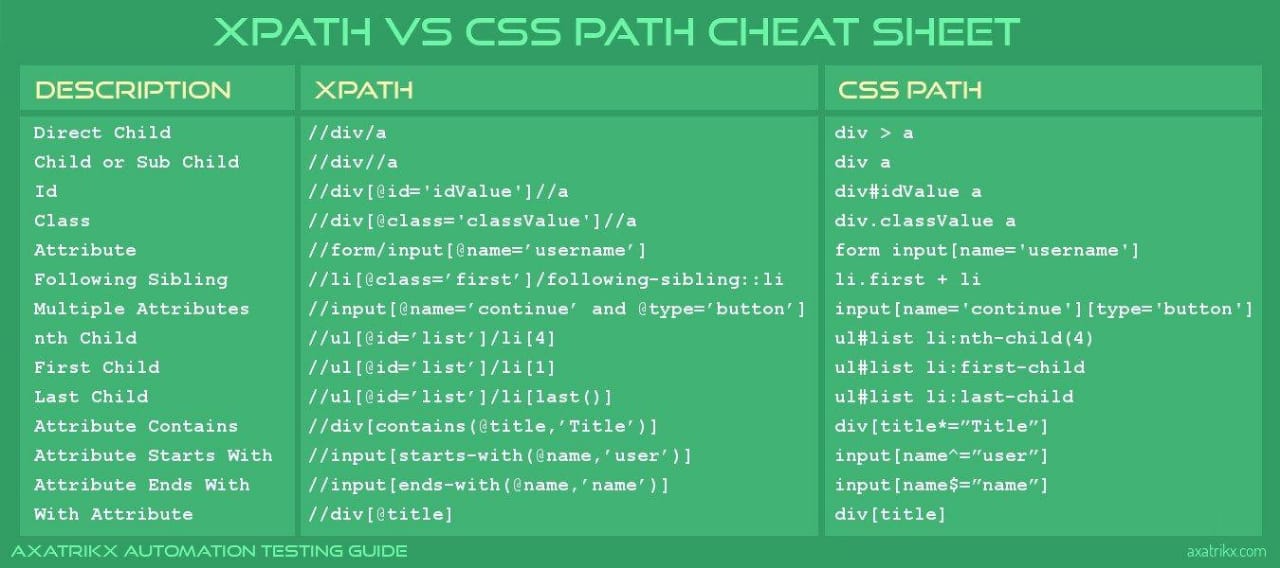 XPATH VS CSS PATH CHEAT SHEET
DESCRIPTION XPATH CSS PATH
Direct Child //div/a div > a
Child or Sub Child //div//a div a
Id //div[@id='idValue']//a div#idValue a
Class //div[@class='classValue']//a div.classValue a
Attribute //form/input[@name=’username’] form input[name='username']
Following Sibling //li[@class=’first’]/following-sibling::li li.first + li
Multiple Attributes //input[@name=’continue’ and @type=’button’] input[name='continue'][type='button']
nth Child //ul[@id=’list’]/li[4] ul#list li:nth-child(4)
First Child //ul[@id=’list’]/li[1] ul#list li:first-child
Last Child //ul[@id=’list’]/li[last()] ul#list li:last-child
Attribute Contains //div[contains(@title,’Title’)] div[title*=”Title”]
Attribute Starts With //input[starts-with(@name,’user’)] input[name^=”user”]
Attribute Ends With //input[ends-with(@name,’name’)] input[name$=”name”]
With Attribute //div[@title] div[title]
AXATRIKX AUTOMATION TESTING GUIDE axatrikx.com